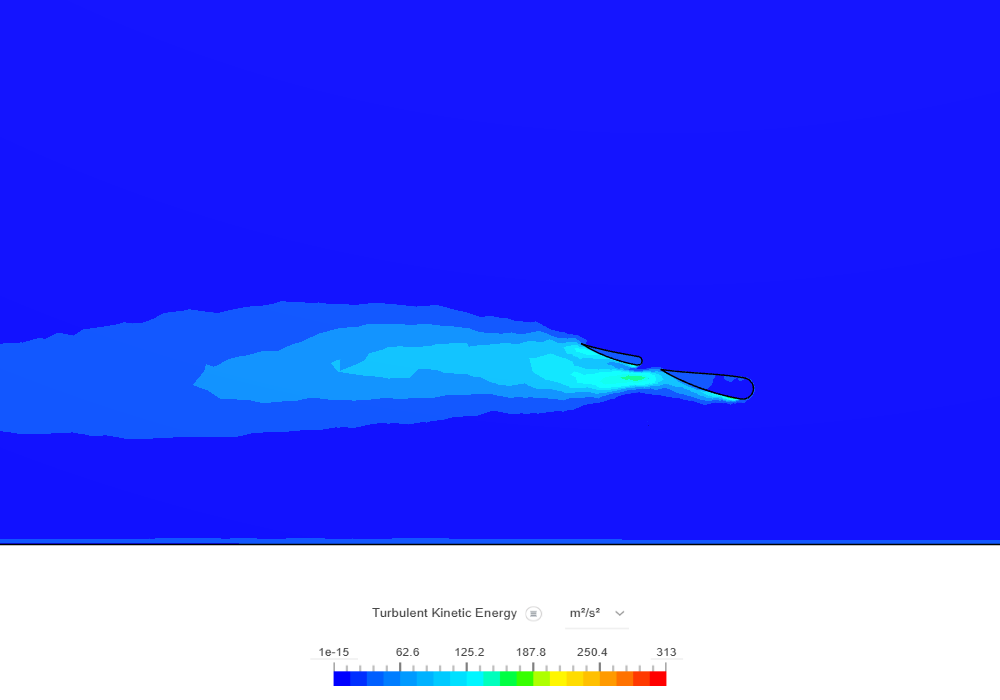 Turbulent Kinetic Energy m²/s²
1e-15 62.6 125.2 187.8 250.4 313